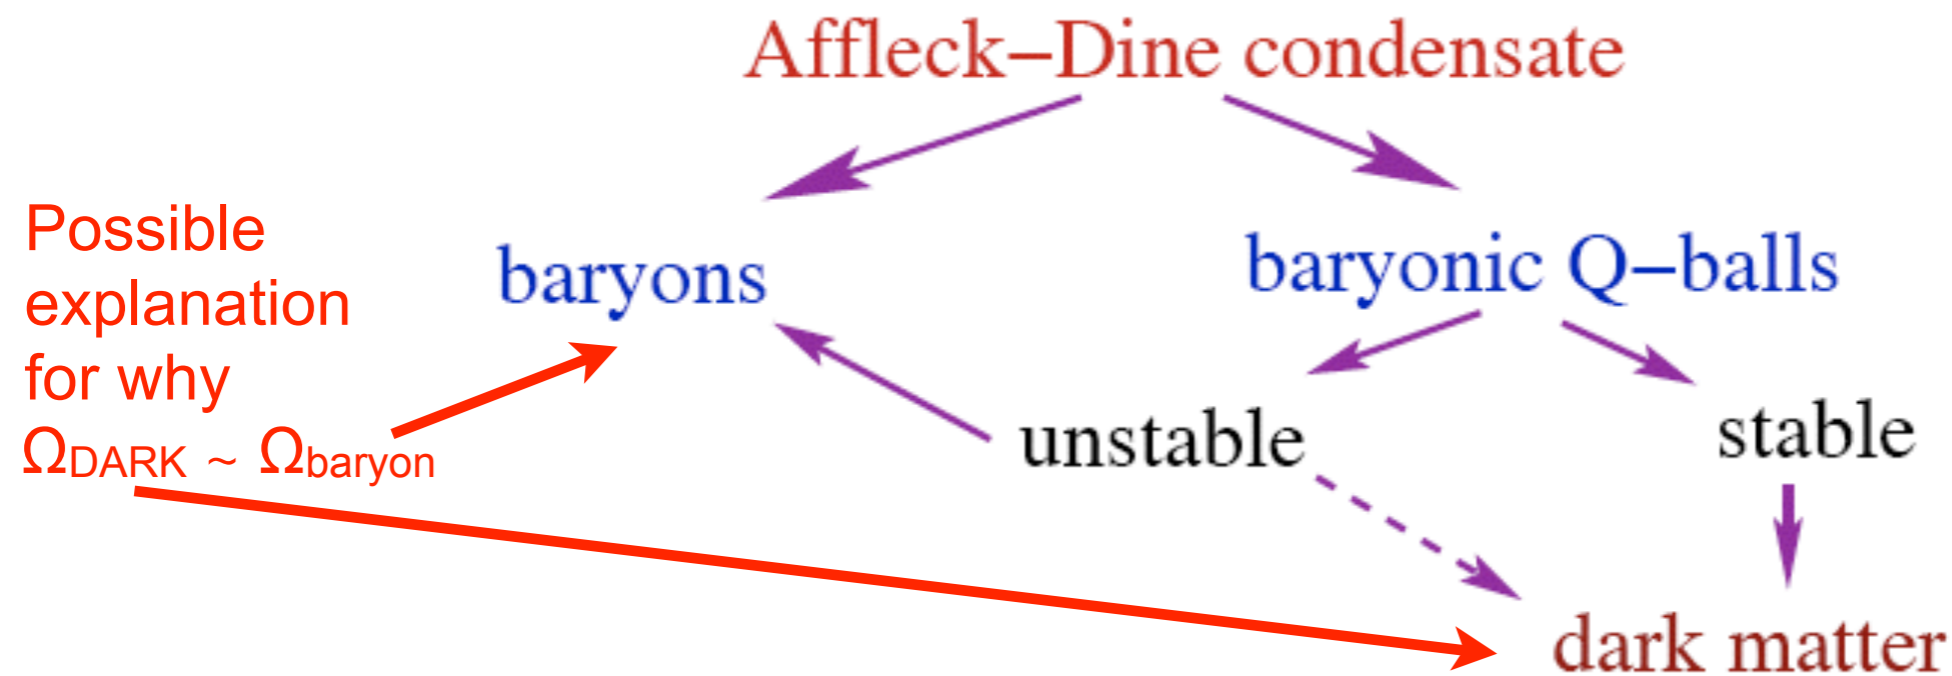 Affleck–Dine condensate
Possible
explanation
for why
ΩDARK ~ Ωbaryon
baryons
baryonic Q–balls
unstable
stable
dark matter